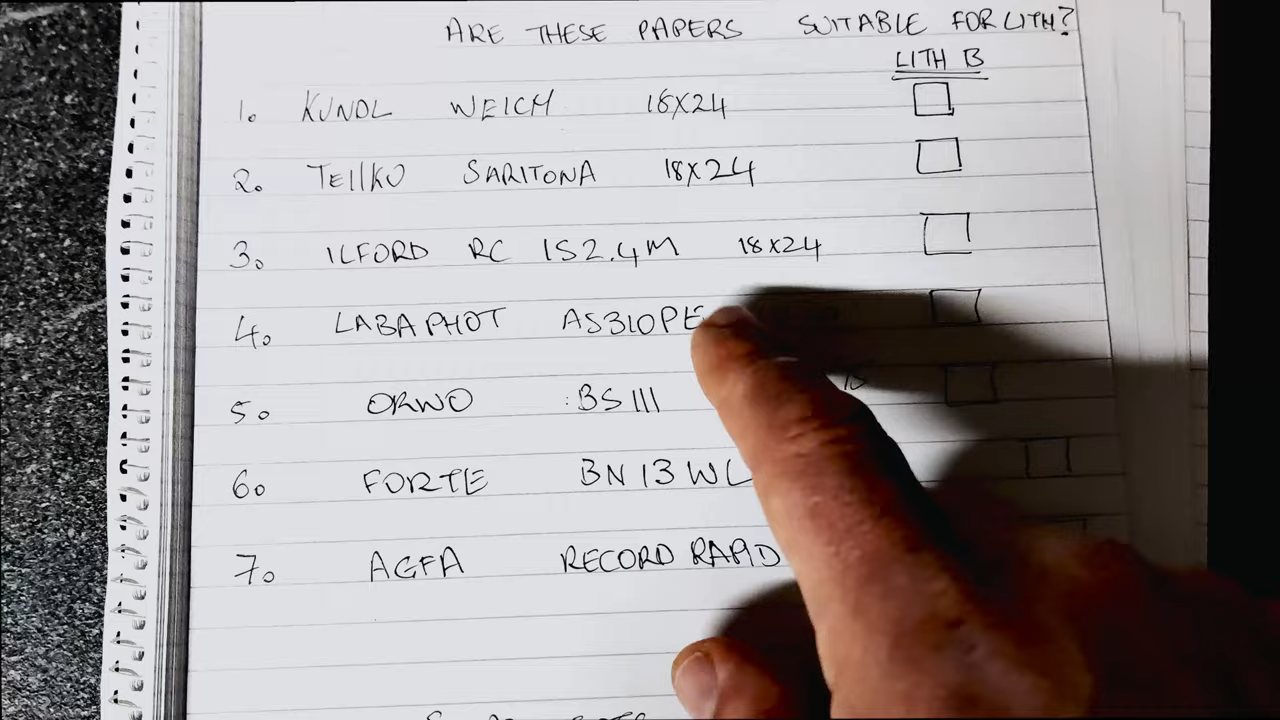 ARE THESE PAPERS SUITABLE FOR LITH?
LITH B
1. KUNDL WEICH 18X24
2. TEllKO SARITONA 18X24
3. ILFORD RC IS2.4M 18X24
4. LABAPHOT AS310PE
5. ORWO :BS111
6. FORTE BN13WL
7. AGFA RECORD RAPID